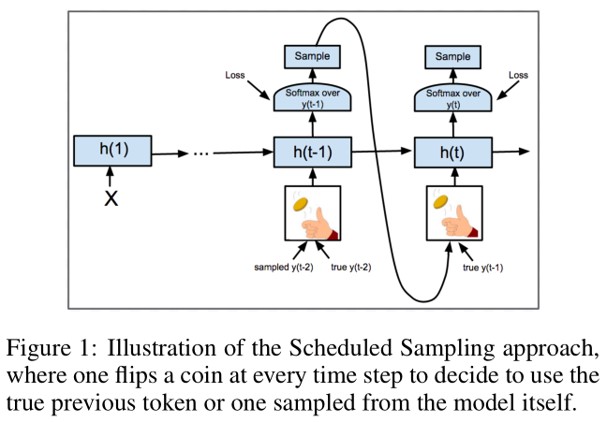 Sample
Sample
Loss
Softmax over
y(t-1)
Softmax over
y(t)
Loss
h(1)
...
h(t-1)
h(t)
X
sampled y(t-2)
true y(t-2)
true y(t-1)
Figure 1: Illustration of the Scheduled Sampling approach,
where one flips a coin at every time step to decide to use the
true previous token or one sampled from the model itself.